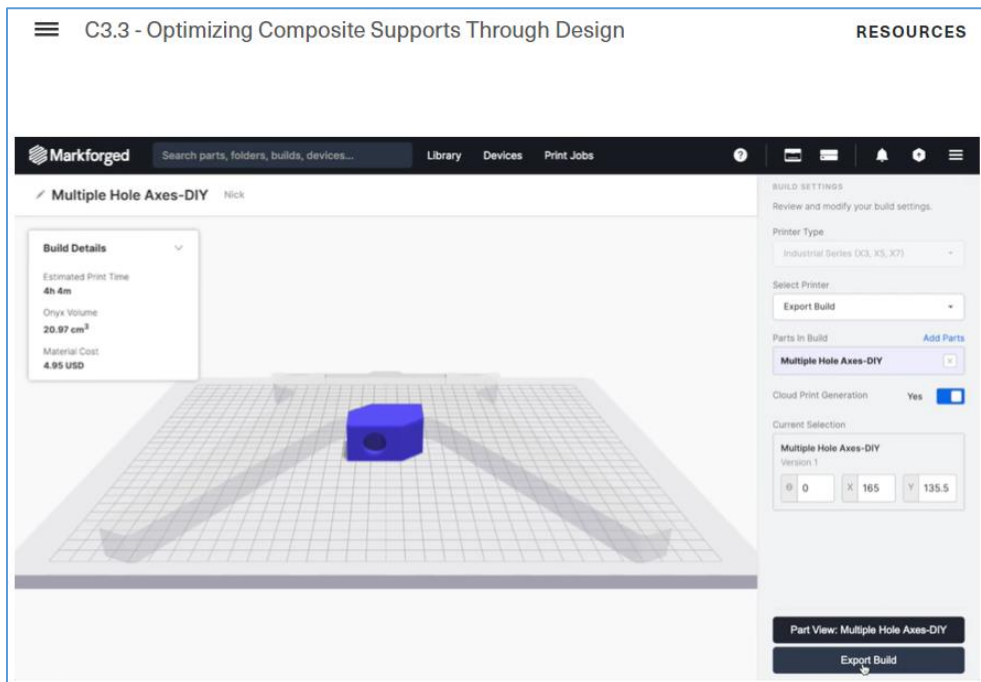 C3.3 - Optimizing Composite Supports Through Design
RESOURCES
Markforged
Search parts, folders, builds, devices...
Library
Devices
Print Jobs
?
Multiple Hole Axes-DIY
Nick
Build Details
Estimated Print Time
4h 4m
Onyx Volume
20.97 cm³
Material Cost
4.95 USD
BUILD SETTINGS
Review and modify your build settings.
Printer Type
Industrial Series (X3, X5, X7)
Select Printer
Export Build
Parts In Build
Add Parts
Multiple Hole Axes-DIY
Cloud Print Generation
Yes
Current Selection
Multiple Hole Axes-DIY
Version 1
θ 0
X 165
Y 135.5
Part View: Multiple Hole Axes-DIY
Export Build